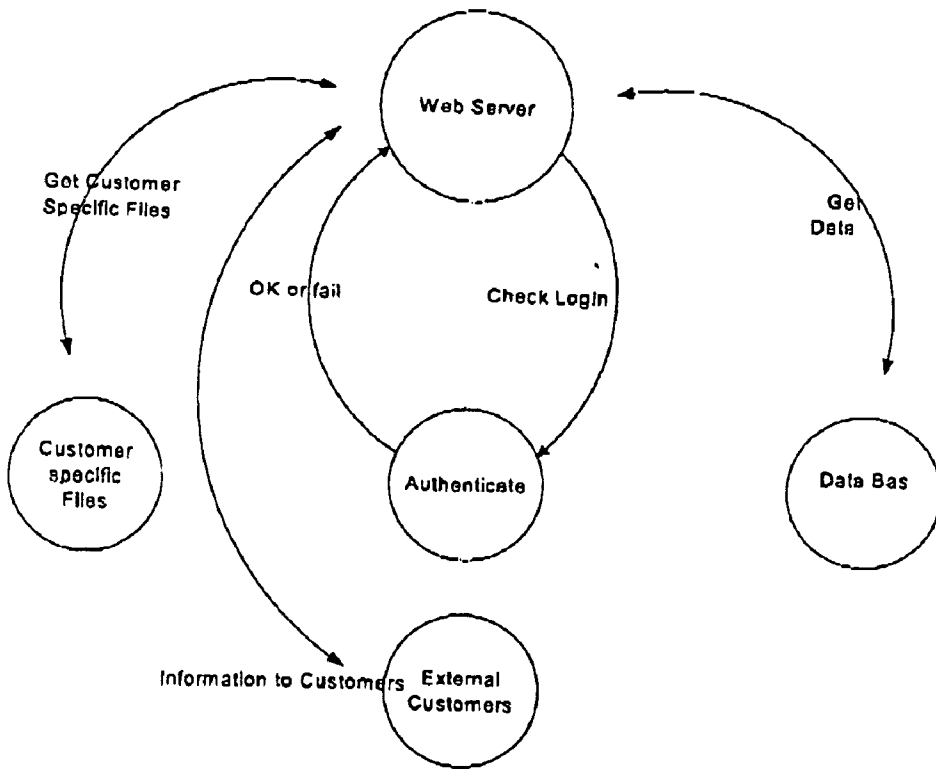 Web Server
Got Customer
Specific Files
Get
Data
OK or fail
Check Login
Customer
specific
Files
Authenticate
Data Bas
Information to Customers
External
Customers